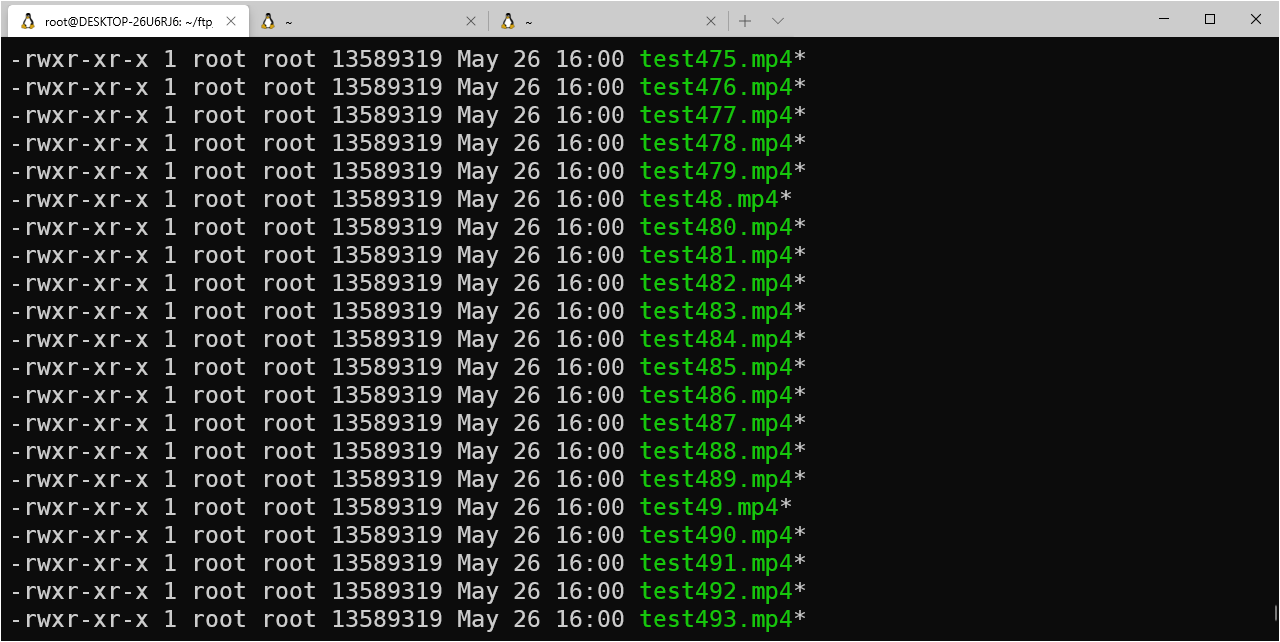 root@DESKTOP-26U6RJ6: ~/ftp
~
~
-rwxr-xr-x 1 root root 13589319 May 26 16:00 test475.mp4*
-rwxr-xr-x 1 root root 13589319 May 26 16:00 test476.mp4*
-rwxr-xr-x 1 root root 13589319 May 26 16:00 test477.mp4*
-rwxr-xr-x 1 root root 13589319 May 26 16:00 test478.mp4*
-rwxr-xr-x 1 root root 13589319 May 26 16:00 test479.mp4*
-rwxr-xr-x 1 root root 13589319 May 26 16:00 test48.mp4*
-rwxr-xr-x 1 root root 13589319 May 26 16:00 test480.mp4*
-rwxr-xr-x 1 root root 13589319 May 26 16:00 test481.mp4*
-rwxr-xr-x 1 root root 13589319 May 26 16:00 test482.mp4*
-rwxr-xr-x 1 root root 13589319 May 26 16:00 test483.mp4*
-rwxr-xr-x 1 root root 13589319 May 26 16:00 test484.mp4*
-rwxr-xr-x 1 root root 13589319 May 26 16:00 test485.mp4*
-rwxr-xr-x 1 root root 13589319 May 26 16:00 test486.mp4*
-rwxr-xr-x 1 root root 13589319 May 26 16:00 test487.mp4*
-rwxr-xr-x 1 root root 13589319 May 26 16:00 test488.mp4*
-rwxr-xr-x 1 root root 13589319 May 26 16:00 test489.mp4*
-rwxr-xr-x 1 root root 13589319 May 26 16:00 test49.mp4*
-rwxr-xr-x 1 root root 13589319 May 26 16:00 test490.mp4*
-rwxr-xr-x 1 root root 13589319 May 26 16:00 test491.mp4*
-rwxr-xr-x 1 root root 13589319 May 26 16:00 test492.mp4*
-rwxr-xr-x 1 root root 13589319 May 26 16:00 test493.mp4*